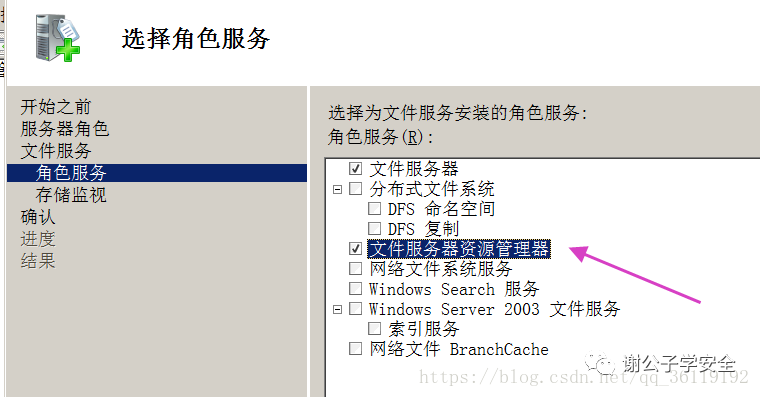 选择角色服务
开始之前
服务器角色
文件服务
角色服务
存储监视
确认
进度
结果
选择为文件服务安装的角色服务:
角色服务(R):
文件服务器
分布式文件系统
DFS 命名空间
DFS 复制
文件服务器资源管理器
网络文件系统服务
Windows Search 服务
Windows Server 2003 文件服务
索引服务
网络文件 BranchCache
谢公子学安全
https://blog.csdn.net/qq_36119192